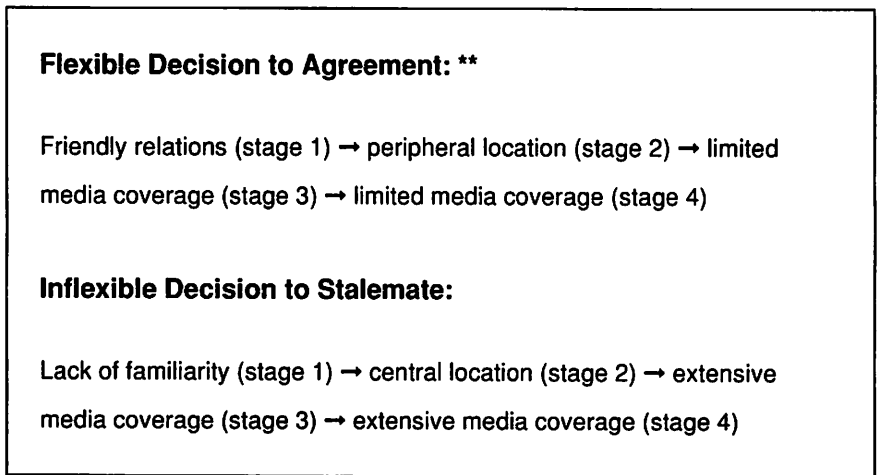 Flexible Decision to Agreement: **
Friendly relations (stage 1) → peripheral location (stage 2) → limited
media coverage (stage 3) → limited media coverage (stage 4)
Inflexible Decision to Stalemate:
Lack of familiarity (stage 1) → central location (stage 2) → extensive
media coverage (stage 3) → extensive media coverage (stage 4)